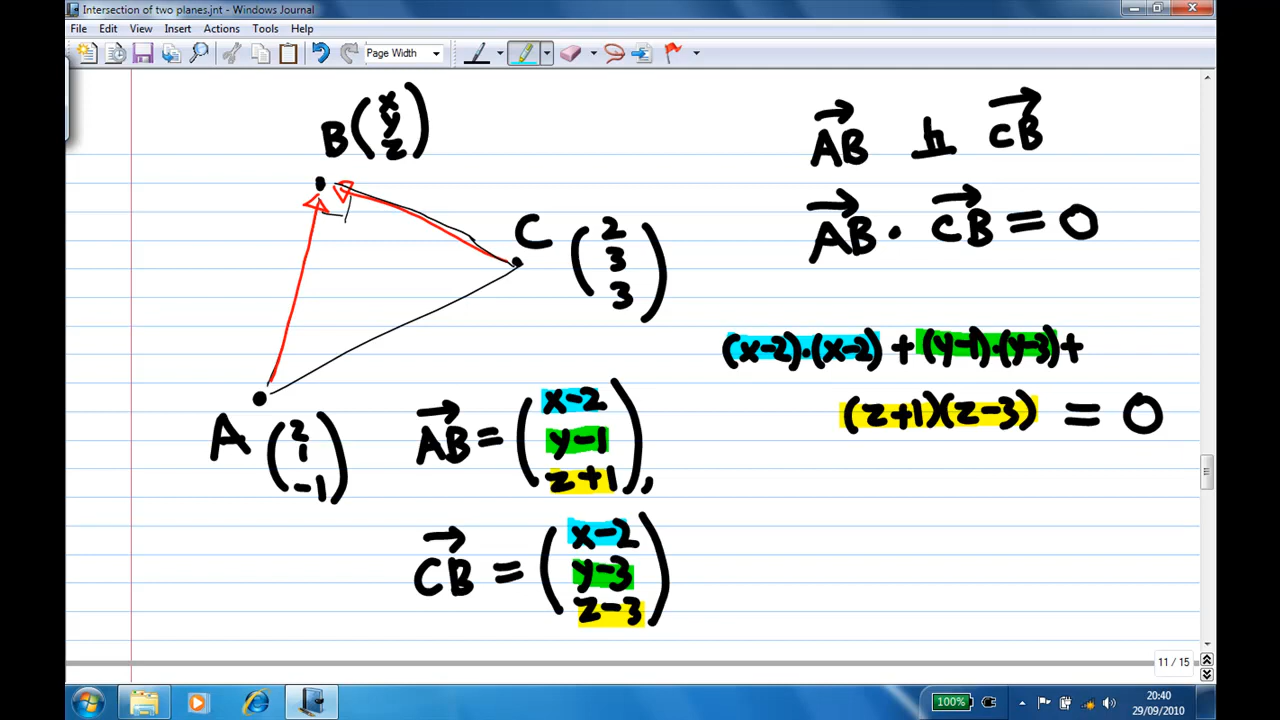 Intersection of two planes.jnt - Windows Journal
File Edit View Insert Actions Tools Help
Page Width
B (x y z)
C (2 3 3)
A (2 1 -1)
AB = (x-2 y-1 z+1),
CB = (x-2 y-3 z-3)
AB ⊥ CB
AB · CB = 0
(x-2)·(x-2) + (y-1)·(y-3) +
(z+1)(z-3) = 0
11 / 15
100%
20:40
29/09/2010